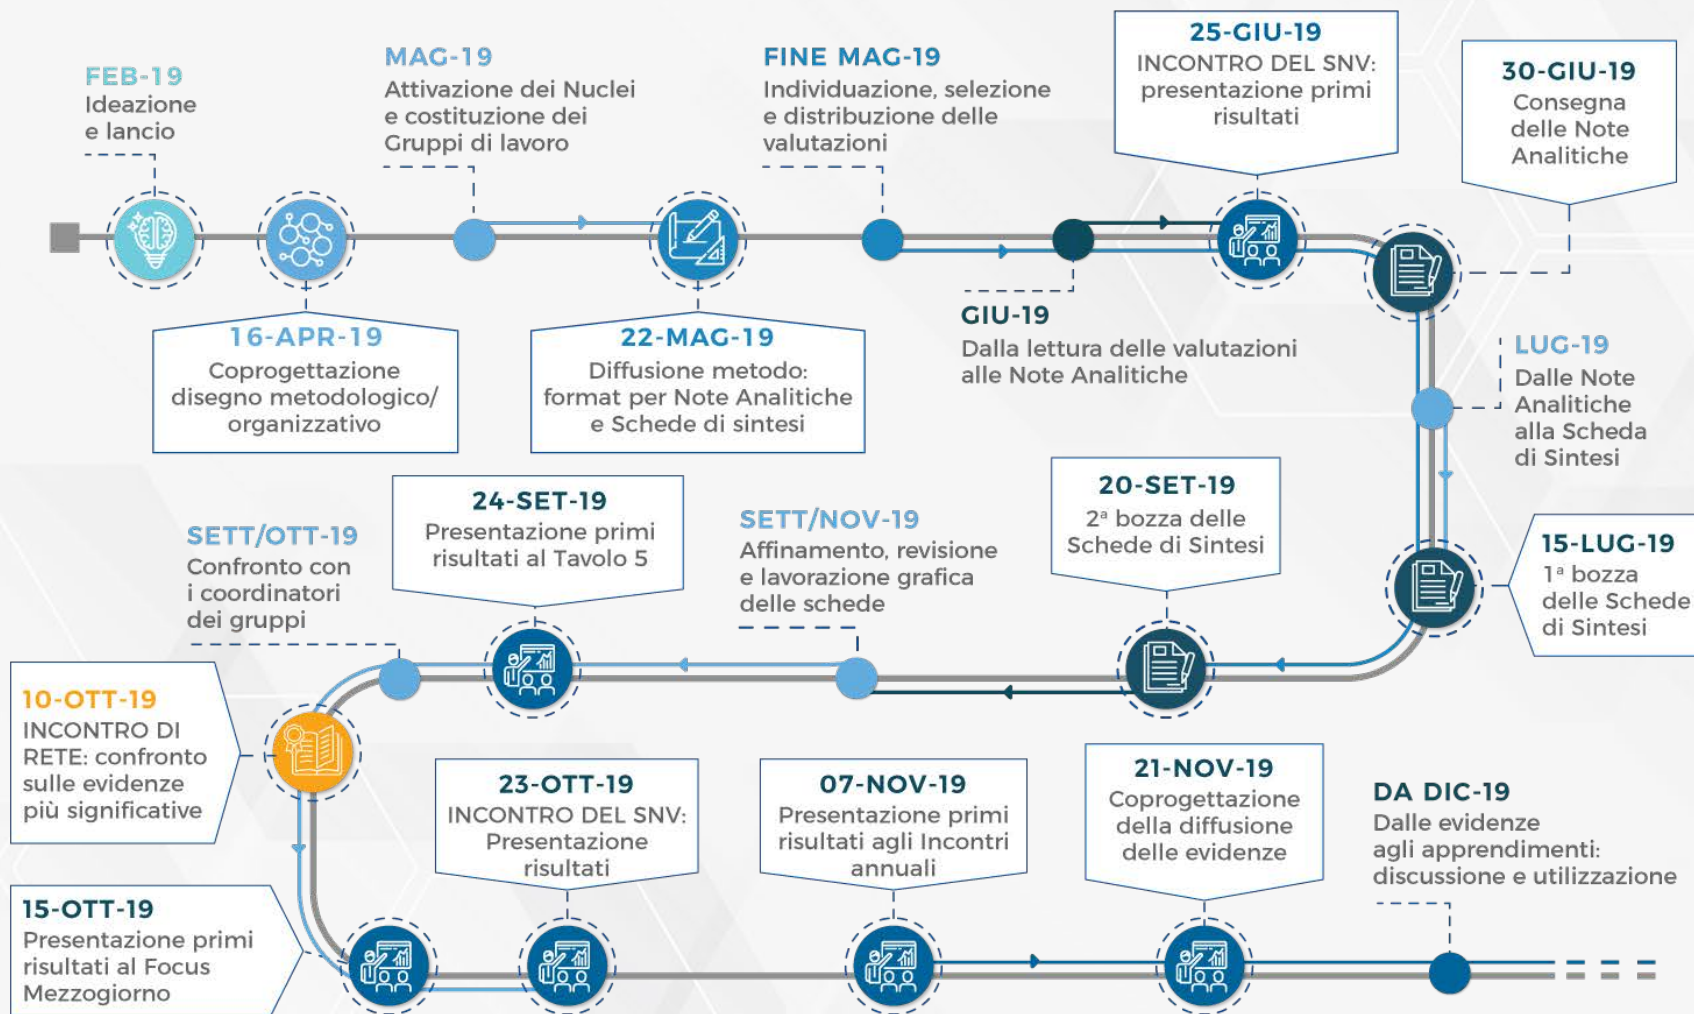 FEB-19
Ideazione
e lancio
16-APR-19
Coprogettazione
disegno metodologico/
organizzativo
MAG-19
Attivazione dei Nuclei
e costituzione dei
Gruppi di lavoro
22-MAG-19
Diffusione metodo:
format per Note Analitiche
e Schede di sintesi
FINE MAG-19
Individuazione, selezione
e distribuzione delle
valutazioni
GIU-19
Dalla lettura delle valutazioni
alle Note Analitiche
25-GIU-19
INCONTRO DEL SNV:
presentazione primi
risultati
30-GIU-19
Consegna
delle Note
Analitiche
LUG-19
Dalle Note
Analitiche
alla Scheda
di Sintesi
15-LUG-19
1ª bozza
delle Schede
di Sintesi
20-SET-19
2ª bozza delle
Schede di Sintesi
SETT/NOV-19
Affinamento, revisione
e lavorazione grafica
delle schede
24-SET-19
Presentazione primi
risultati al Tavolo 5
SETT/OTT-19
Confronto con
i coordinatori
dei gruppi
10-OTT-19
INCONTRO DI
RETE: confronto
sulle evidenze
più significative
15-OTT-19
Presentazione primi
risultati al Focus
Mezzogiorno
23-OTT-19
INCONTRO DEL SNV:
Presentazione
risultati
07-NOV-19
Presentazione primi
risultati agli Incontri
annuali
21-NOV-19
Coprogettazione
della diffusione
delle evidenze
DA DIC-19
Dalle evidenze
agli apprendimenti:
discussione e utilizzazione